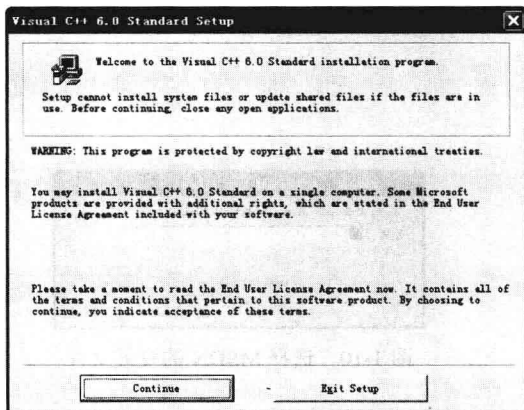 Visual C++ 6.0 Standard Setup
Welcome to the Visual C++ 6.0 Standard installation program.
Setup cannot install system files or update shared files if the files are in
use. Before continuing, close any open applications.
WARNING: This program is protected by copyright law and international treaties.
You may install Visual C++ 6.0 Standard on a single computer. Some Microsoft
products are provided with additional rights, which are stated in the End User
License Agreement included with your software.
Please take a moment to read the End User License Agreement now. It contains all of
the terms and conditions that pertain to this software product. By choosing to
continue, you indicate acceptance of these terms.
Continue
Exit Setup